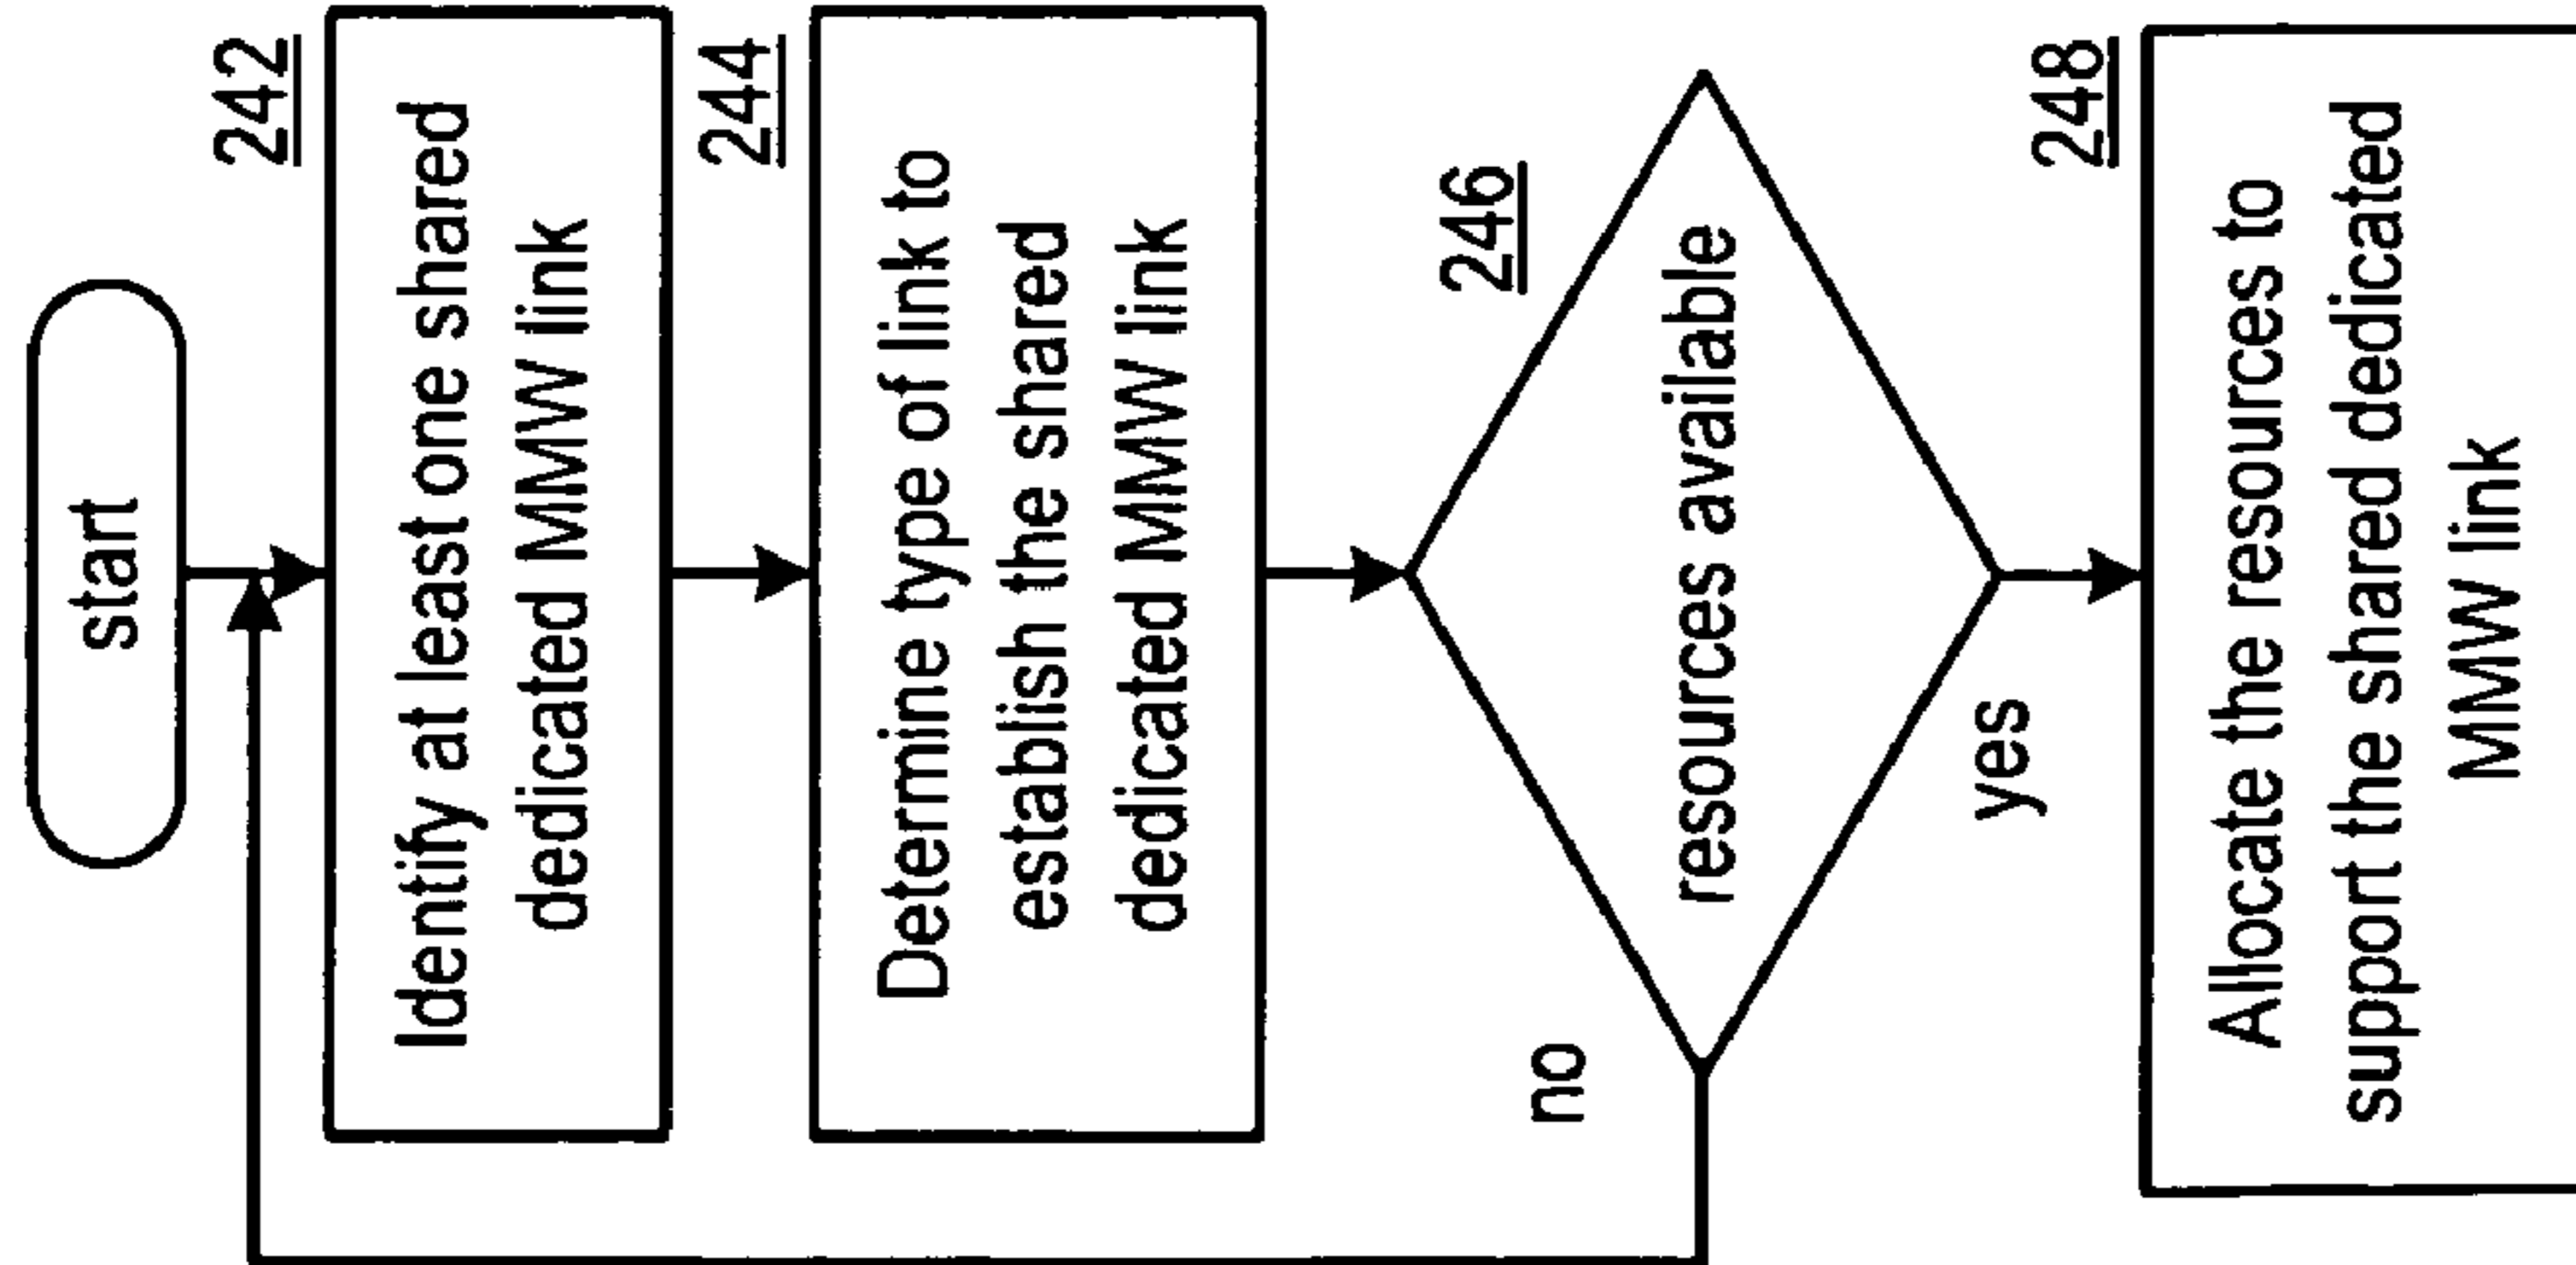 start
242
Identify at least one shared
dedicated MMW link
244
Determine type of link to
establish the shared
dedicated MMW link
246
resources available
no
yes
248
Allocate the resources to
support the shared dedicated
MMW link